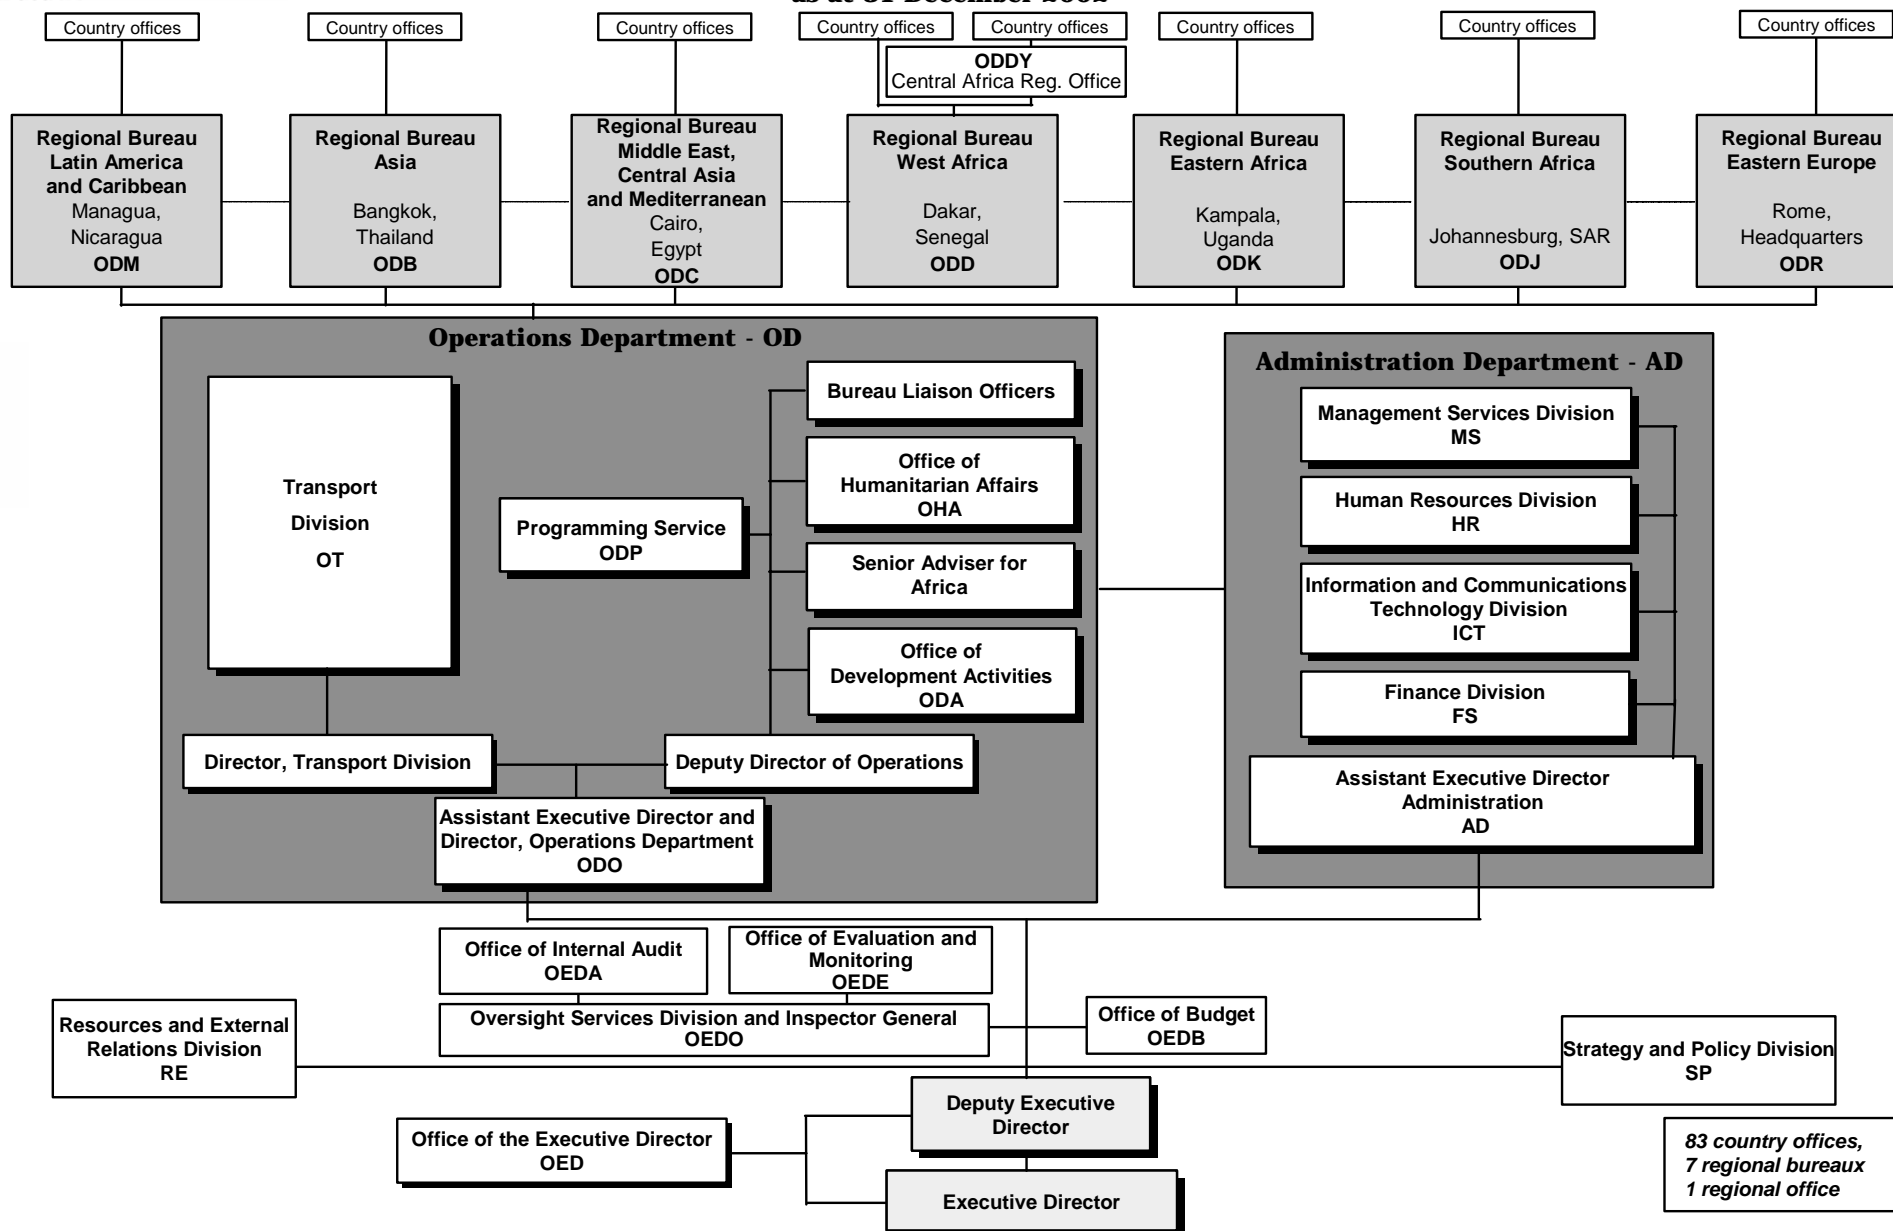 as at 31 December 2002
Country offices
Country offices
Country offices
Country offices
Country offices
Country offices
Country offices
Country offices
ODDY
Central Africa Reg. Office
Regional Bureau
Latin America
and Caribbean
Managua,
Nicaragua
ODM
Regional Bureau
Asia
Bangkok,
Thailand
ODB
Regional Bureau
Middle East,
Central Asia
and Mediterranean
Cairo,
Egypt
ODC
Regional Bureau
West Africa
Dakar,
Senegal
ODD
Regional Bureau
Eastern Africa
Kampala,
Uganda
ODK
Regional Bureau
Southern Africa
Johannesburg, SAR
ODJ
Regional Bureau
Eastern Europe
Rome,
Headquarters
ODR
Operations Department - OD
Transport
Division
OT
Programming Service
ODP
Bureau Liaison Officers
Office of
Humanitarian Affairs
OHA
Senior Adviser for
Africa
Office of
Development Activities
ODA
Director, Transport Division
Deputy Director of Operations
Assistant Executive Director and
Director, Operations Department
ODO
Administration Department - AD
Management Services Division
MS
Human Resources Division
HR
Information and Communications
Technology Division
ICT
Finance Division
FS
Assistant Executive Director
Administration
AD
Office of Internal Audit
OEDA
Office of Evaluation and
Monitoring
OEDE
Oversight Services Division and Inspector General
OEDO
Office of Budget
OEDB
Resources and External
Relations Division
RE
Strategy and Policy Division
SP
Deputy Executive
Director
Office of the Executive Director
OED
Executive Director
83 country offices,
7 regional bureaux
1 regional office